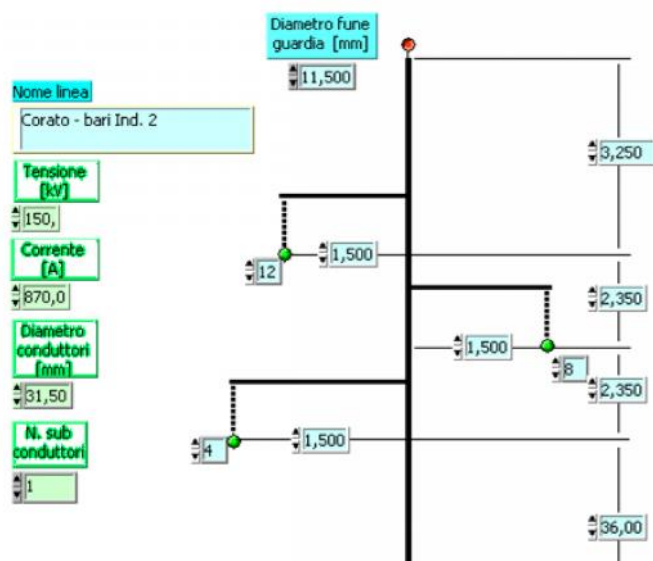 Diametro fune
guardia [mm]
11,500
Nome linea
Corato - bari Ind. 2
3,250
Tensione
[kV]
150,
12
1,500
Corrente
[A]
870,0
2,350
1,500
8
Diametro
conduttori
[mm]
31,50
2,350
N. sub
conduttori
1
4
1,500
36,00